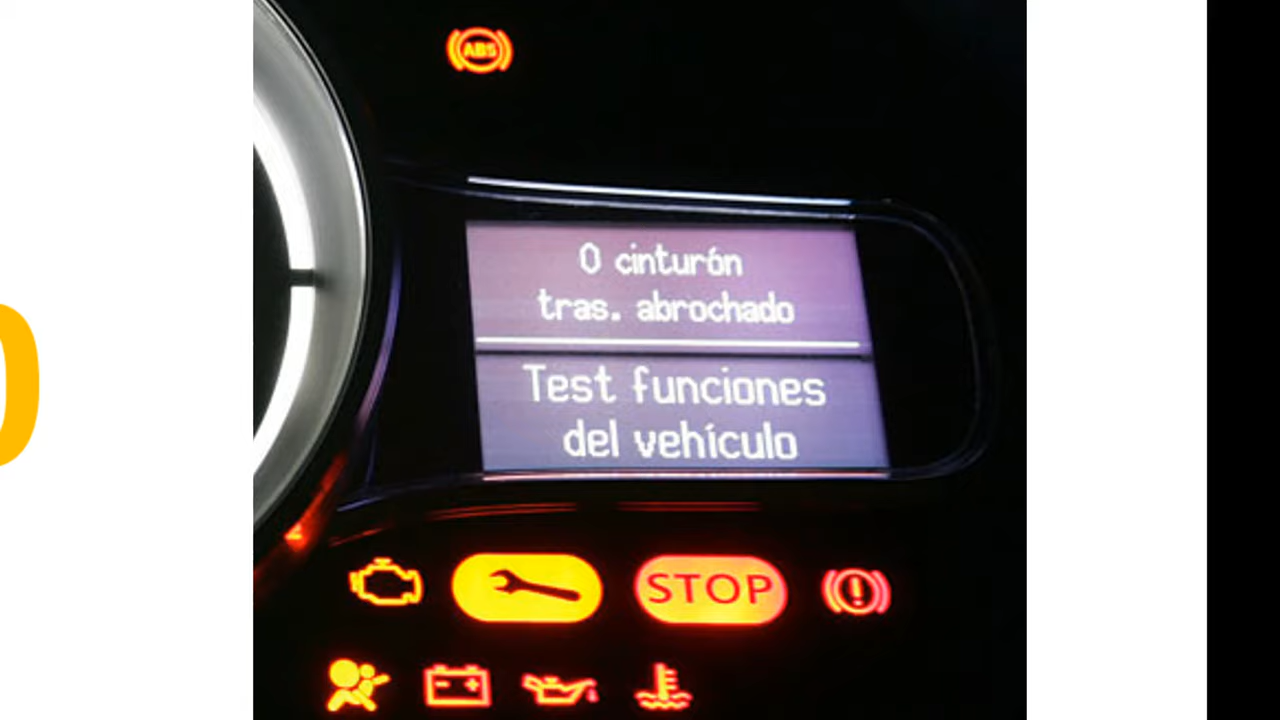 ABS
0 cinturón
tras. abrochado
Test funciones
del vehículo
STOP